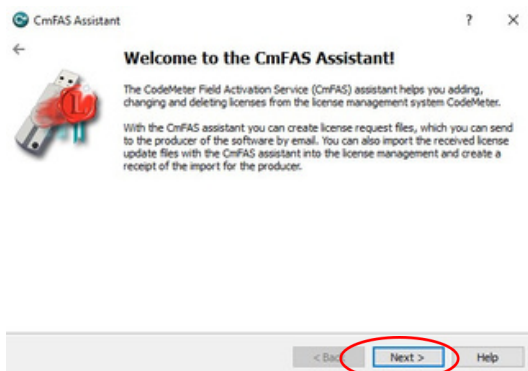 CmFAS Assistant
Welcome to the CmFAS Assistant!
The CodeMeter Field Activation Service (CmFAS) assistant helps you adding,
changing and deleting licenses from the license management system CodeMeter.
With the CmFAS assistant you can create license request files, which you can send
to the producer of the software by email. You can also import the received license
update files with the CmFAS assistant into the license management and create a
receipt of the import for the producer.
< Bac Next > Help